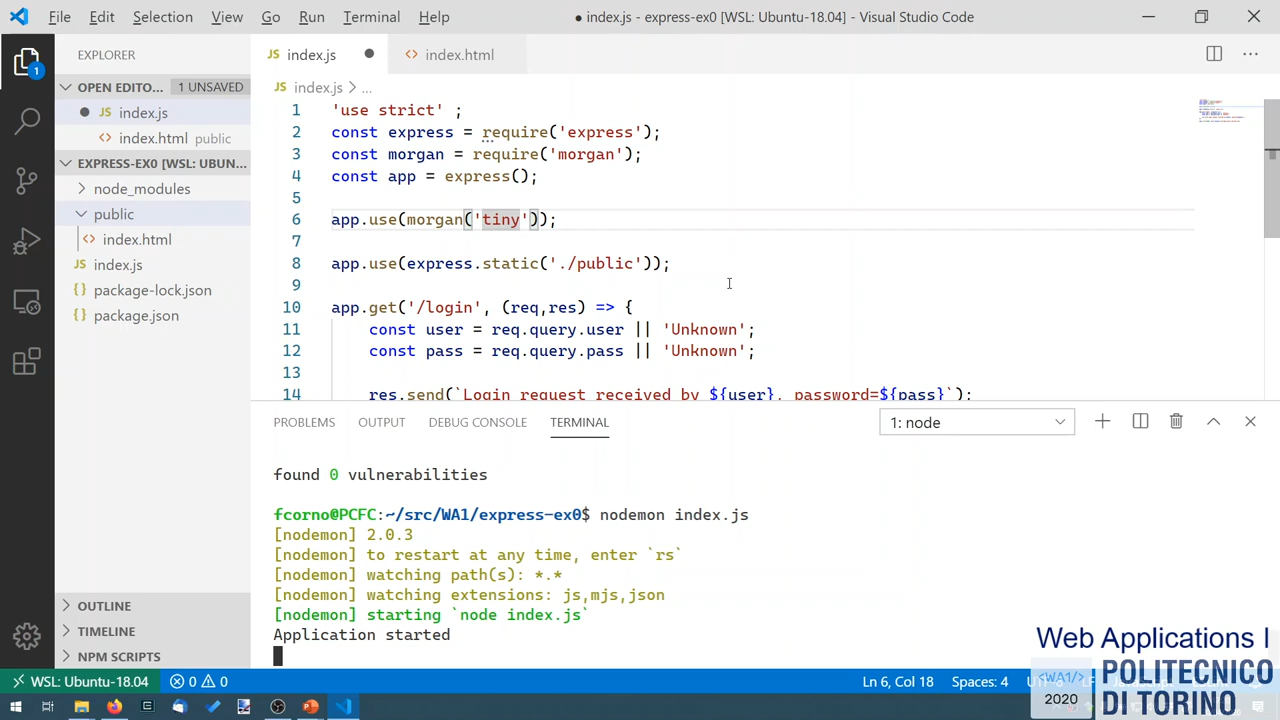 File Edit Selection View Go Run Terminal Help
● index.js - express-ex0 [WSL: Ubuntu-18.04] - Visual Studio Code
1
EXPLORER
OPEN EDITO... 1 UNSAVED
● JS index.js
<> index.html public
EXPRESS-EX0 [WSL: UBUN...
node_modules
public
<> index.html
JS index.js
{} package-lock.json
{} package.json
OUTLINE
TIMELINE
NPM SCRIPTS
JS index.js ●
<> index.html
JS index.js > ...
1 'use strict' ;
2 const express = require('express');
3 const morgan = require('morgan');
4 const app = express();
5
6 app.use(morgan('tiny'));
7
8 app.use(express.static('./public'));
9
10 app.get('/login', (req,res) => {
11 const user = req.query.user || 'Unknown';
12 const pass = req.query.pass || 'Unknown';
13
14 res.send(`Login request received by ${user}, password=${pass}`);
PROBLEMS OUTPUT DEBUG CONSOLE TERMINAL
1: node
found 0 vulnerabilities
fcorno@PCFC:~/src/WA1/express-ex0$ nodemon index.js
[nodemon] 2.0.3
[nodemon] to restart at any time, enter `rs`
[nodemon] watching path(s): *.*
[nodemon] watching extensions: js,mjs,json
[nodemon] starting `node index.js`
Application started
WSL: Ubuntu-18.04 0 0
Ln 6, Col 18 Spaces: 4
Web Applications I
<WA1/>
2020
POLITECNICO
DI TORINO